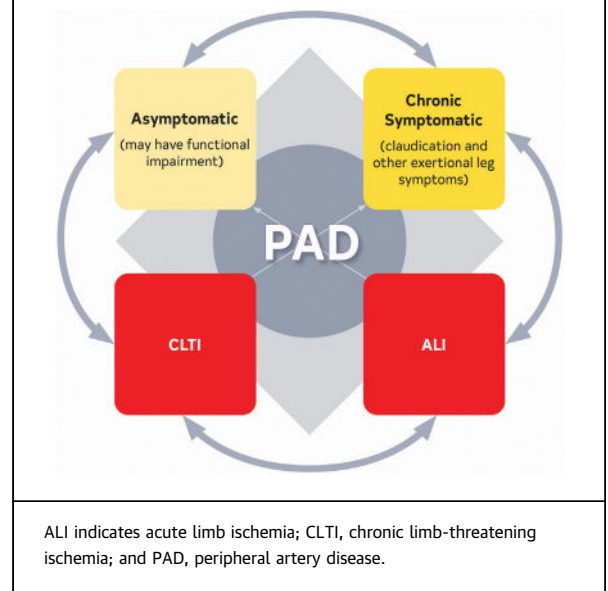 Asymptomatic
(may have functional
impairment)
Chronic
Symptomatic
(claudication and
other exertional leg
symptoms)
PAD
CLTI
ALI
ALI indicates acute limb ischemia; CLTI, chronic limb-threatening
ischemia; and PAD, peripheral artery disease.